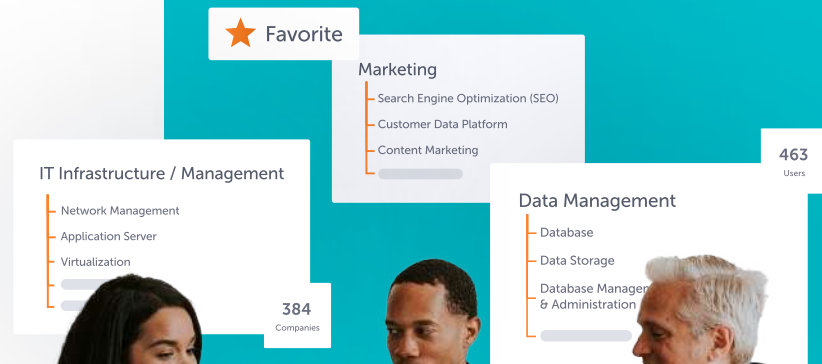 Favorite
Marketing
Search Engine Optimization (SEO)
Customer Data Platform
Content Marketing
IT Infrastructure / Management
Network Management
Application Server
Virtualization
384
Companies
463
Users
Data Management
Database
Data Storage
Database
& Administration